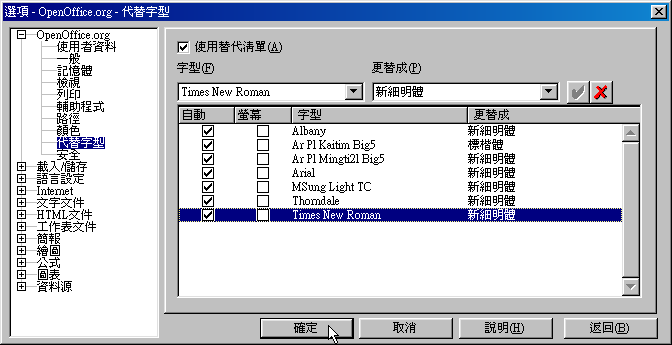 選項 - OpenOffice.org - 代替字型
OpenOffice.org
使用者資料
一般
記憶體
檢視
列印
輔助程式
路徑
顏色
代替字型
安全
載入/儲存
語言設定
Internet
文字文件
HTML文件
工作表文件
簡報
繪圖
公式
圖表
資料源
使用替代清單(A)
字型(F) 更替成(P)
Times New Roman 新細明體
自動 螢幕 字型 更替成
Albany 新細明體
Ar Pl Kaitim Big5 標楷體
Ar Pl Mingti2l Big5 新細明體
Arial 新細明體
MSung Light TC 新細明體
Thorndale 新細明體
Times New Roman 新細明體
確定 取消 說明(H) 返回(B)